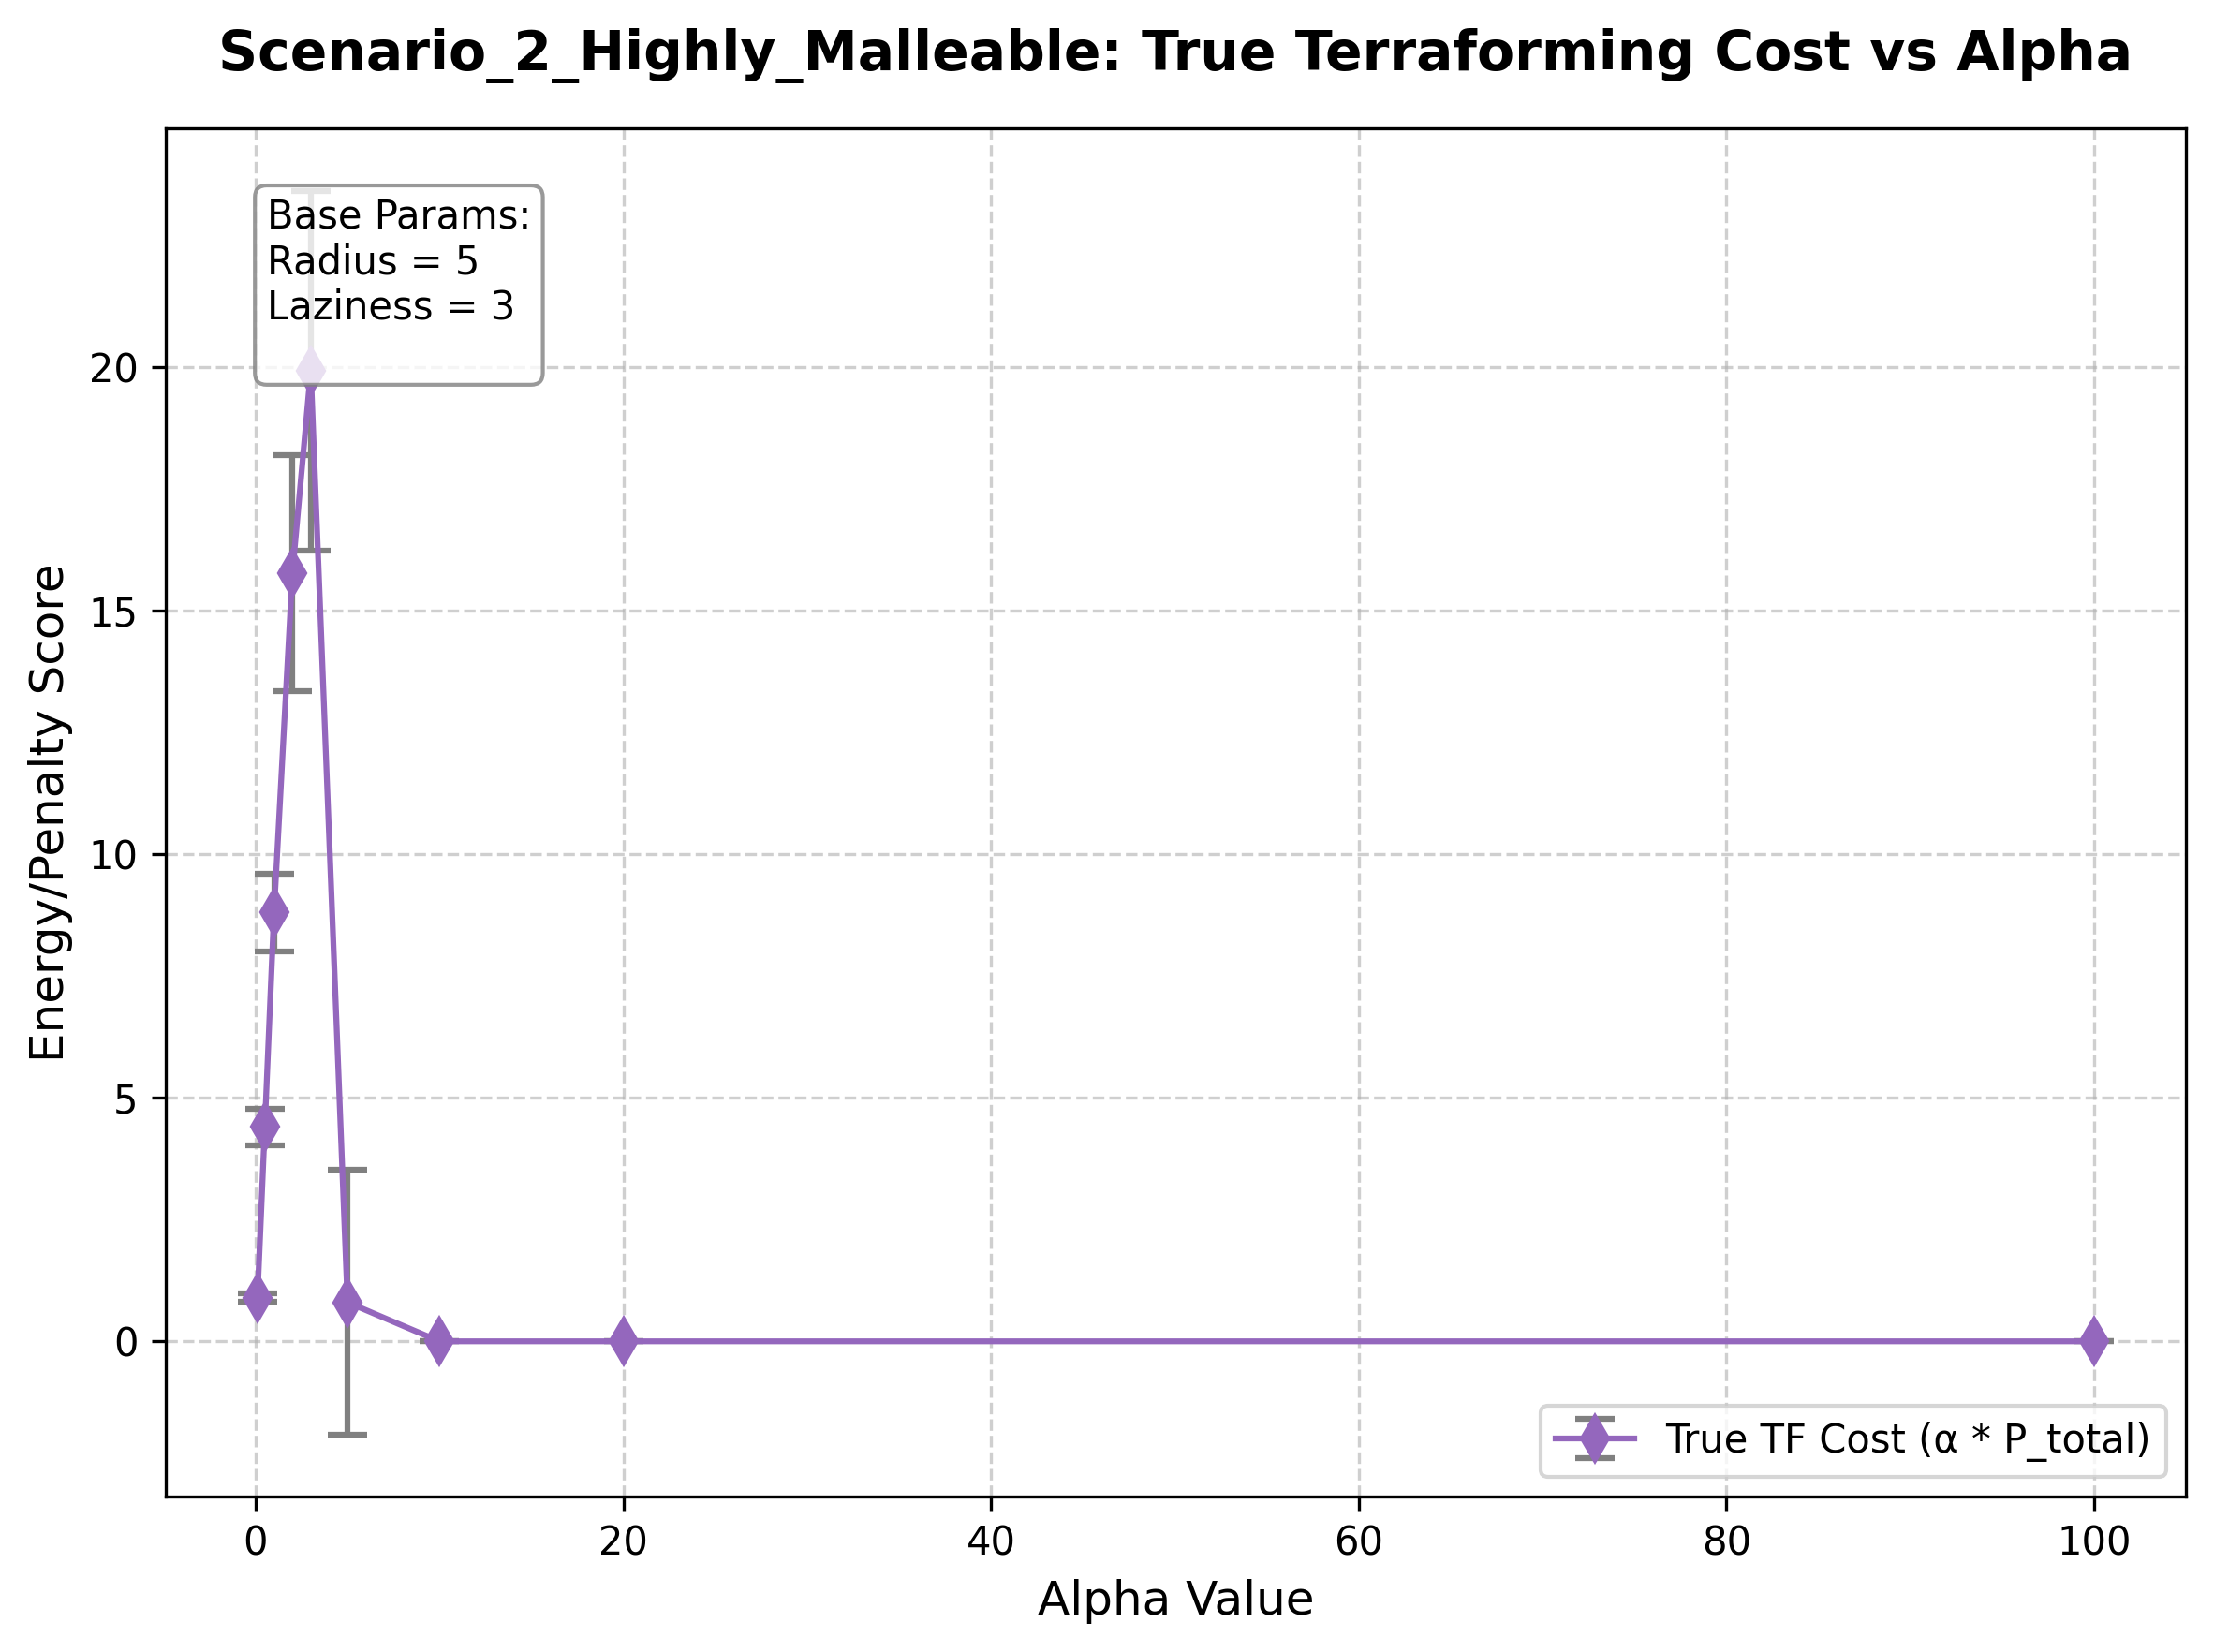 Scenario_2_Highly_Malleable: True Terraforming Cost vs Alpha
Base Params:
Radius = 5
Laziness = 3
Energy/Penalty Score
20
15
10
5
0
True TF Cost (α * P_total)
0
20
40
60
80
100
Alpha Value